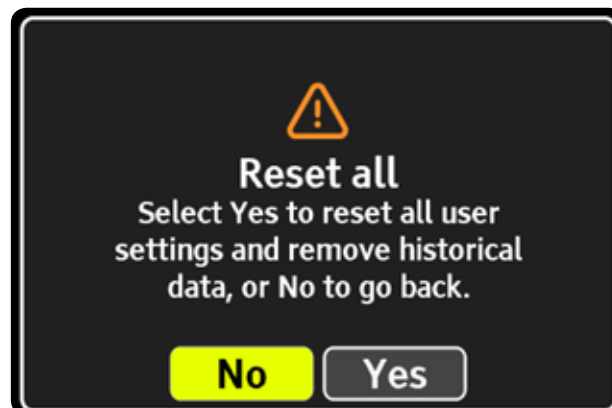 Reset all
Select Yes to reset all user
settings and remove historical
data, or No to go back.
No Yes